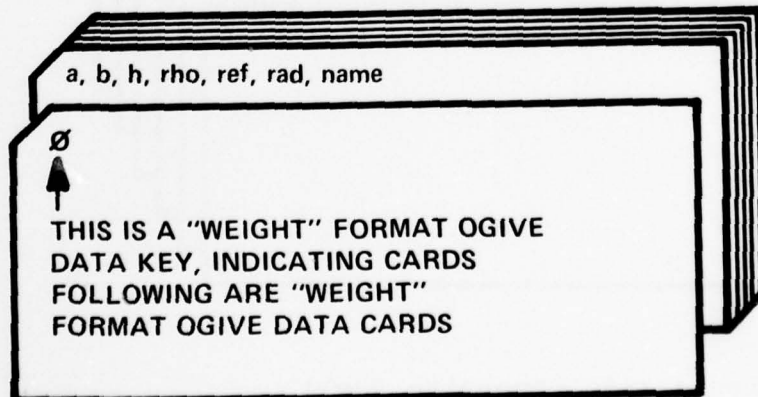 a, b, h, rho, ref, rad, name
Ø
THIS IS A "WEIGHT" FORMAT OGIVE
DATA KEY, INDICATING CARDS
FOLLOWING ARE "WEIGHT"
FORMAT OGIVE DATA CARDS